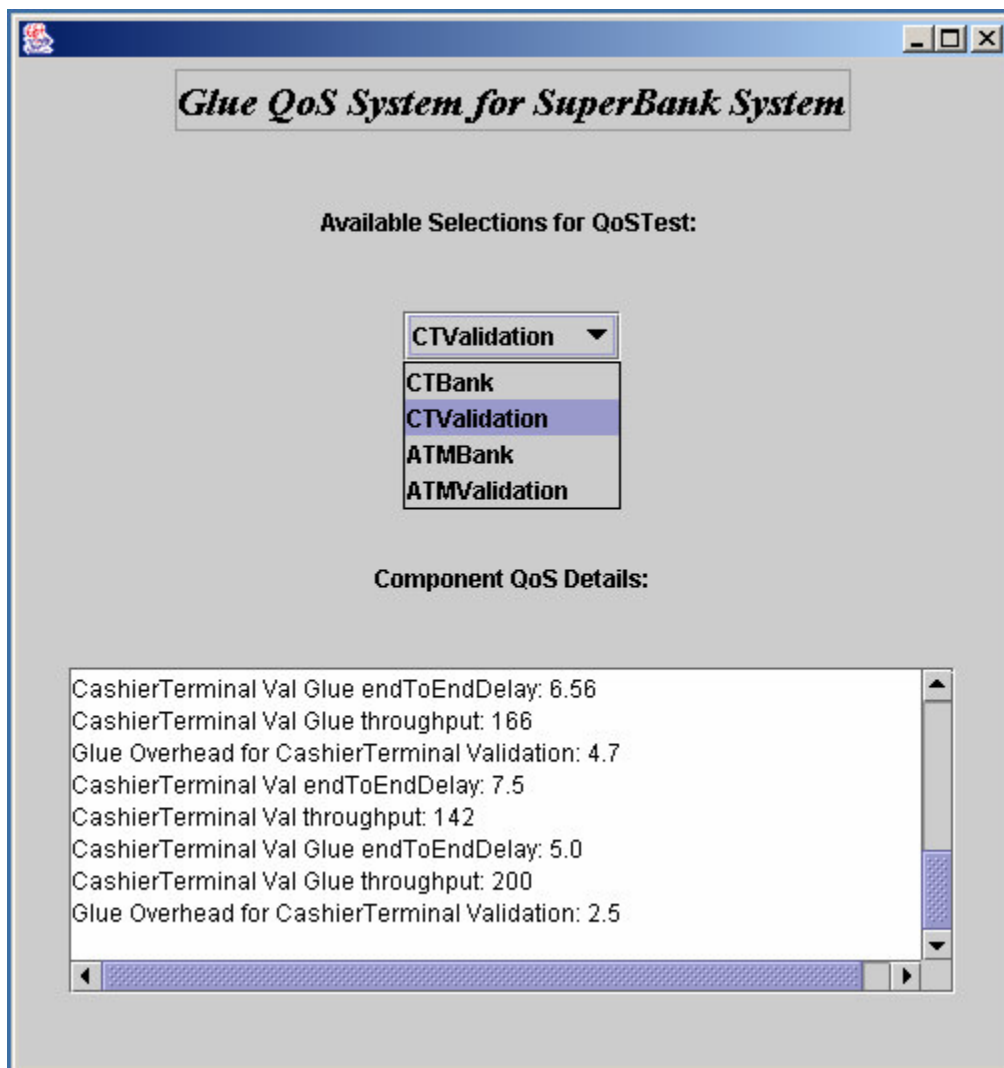 Glue QoS System for SuperBank System
Available Selections for QoSTest:
CTValidation
CTBank
CTValidation
ATMBank
ATMValidation
Component QoS Details:
CashierTerminal Val Glue endToEndDelay: 6.56
CashierTerminal Val Glue throughput: 166
Glue Overhead for CashierTerminal Validation: 4.7
CashierTerminal Val endToEndDelay: 7.5
CashierTerminal Val throughput: 142
CashierTerminal Val Glue endToEndDelay: 5.0
CashierTerminal Val Glue throughput: 200
Glue Overhead for CashierTerminal Validation: 2.5